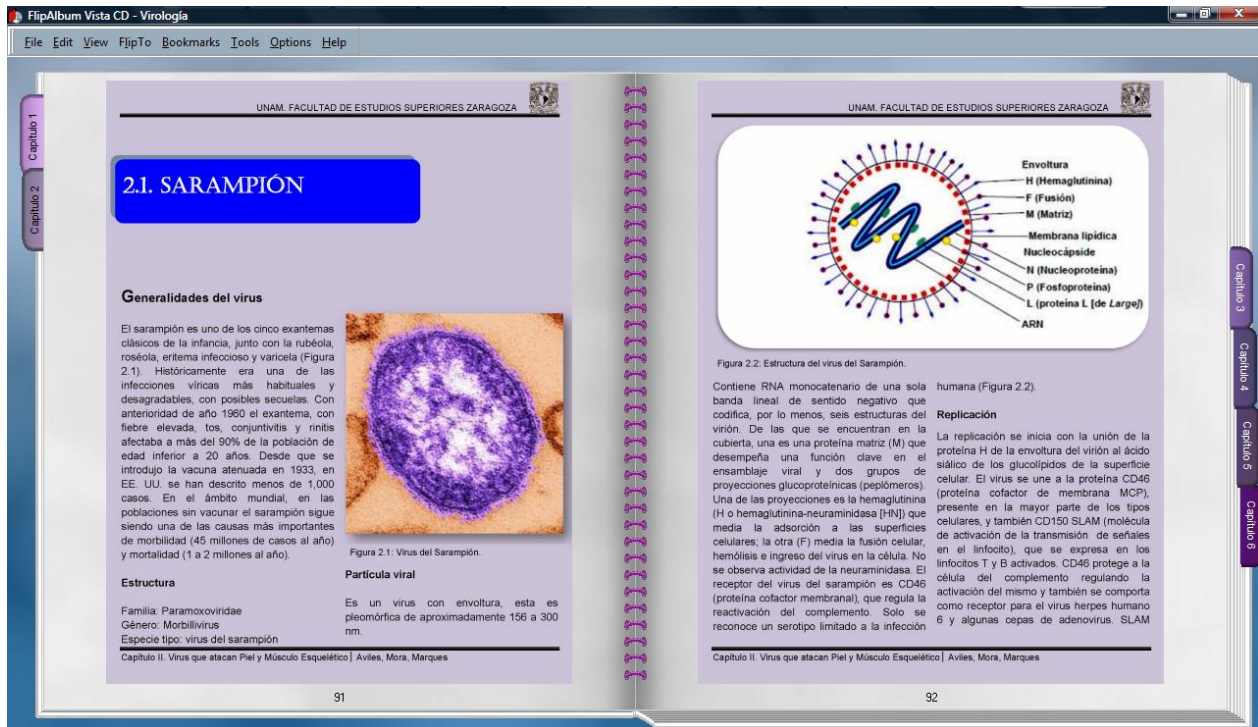 FlipAlbum Vista CD - Virología
File Edit View FlipTo Bookmarks Tools Options Help
Capítulo 1
Capítulo 2
UNAM. FACULTAD DE ESTUDIOS SUPERIORES ZARAGOZA
2.1. SARAMPIÓN
Generalidades del virus
El sarampión es uno de los cinco exantemas
clásicos de la infancia, junto con la rubéola,
roséola, eritema infeccioso y varicela (Figura
2.1). Históricamente era una de las
infecciones víricas más habituales y
desagradables, con posibles secuelas. Con
anterioridad de año 1960 el exantema, con
fiebre elevada, tos, conjuntivitis y rinitis
afectaba a más del 90% de la población de
edad inferior a 20 años. Desde que se
introdujo la vacuna atenuada en 1933, en
EE. UU. se han descrito menos de 1,000
casos. En el ámbito mundial, en las
poblaciones sin vacunar el sarampión sigue
siendo una de las causas más importantes
de morbilidad (45 millones de casos al año)
y mortalidad (1 a 2 millones al año).
Estructura
Familia: Paramoxoviridae
Género: Morbillivirus
Especie tipo: virus del sarampión
Figura 2.1: Virus del Sarampión.
Partícula viral
Es un virus con envoltura, esta es
pleomórfica de aproximadamente 156 a 300
nm.
Capítulo II. Virus que atacan Piel y Músculo Esquelético| Aviles, Mora, Marques
91
UNAM. FACULTAD DE ESTUDIOS SUPERIORES ZARAGOZA
Envoltura
H (Hemaglutinina)
F (Fusión)
M (Matriz)
Membrana lipídica
Nucleocápside
N (Nucleoproteína)
P (Fosfoproteína)
L (proteína L [de Large])
ARN
Figura 2.2: Estructura del virus del Sarampión.
Contiene RNA monocatenario de una sola
banda lineal de sentido negativo que
codifica, por lo menos, seis estructuras del
virión. De las que se encuentran en la
cubierta, una es una proteína matriz (M) que
desempeña una función clave en el
ensamblaje viral y dos grupos de
proyecciones glucoproteínicas (peplómeros).
Una de las proyecciones es la hemaglutinina
(H o hemaglutinina-neuraminidasa [HN]) que
media la adsorción a las superficies
celulares; la otra (F) media la fusión celular,
hemólisis e ingreso del virus en la célula. No
se observa actividad de la neuraminidasa. El
receptor del virus del sarampión es CD46
(proteína cofactor membranal), que regula la
reactivación del complemento. Solo se
reconoce un serotipo limitado a la infección
humana (Figura 2.2).
Replicación
La replicación se inicia con la unión de la
proteína H de la envoltura del virión al ácido
siálico de los glucolípidos de la superficie
celular. El virus se une a la proteína CD46
(proteína cofactor de membrana MCP),
presente en la mayor parte de los tipos
celulares, y también CD150 SLAM (molécula
de activación de la transmisión de señales
en el linfocito), que se expresa en los
linfocitos T y B activados. CD46 protege a la
célula del complemento regulando la
activación del mismo y también se comporta
como receptor para el virus herpes humano
6 y algunas cepas de adenovirus. SLAM
Capítulo II. Virus que atacan Piel y Músculo Esquelético| Aviles, Mora, Marques
92
Capítulo 3
Capítulo 4
Capítulo 5
Capítulo 6